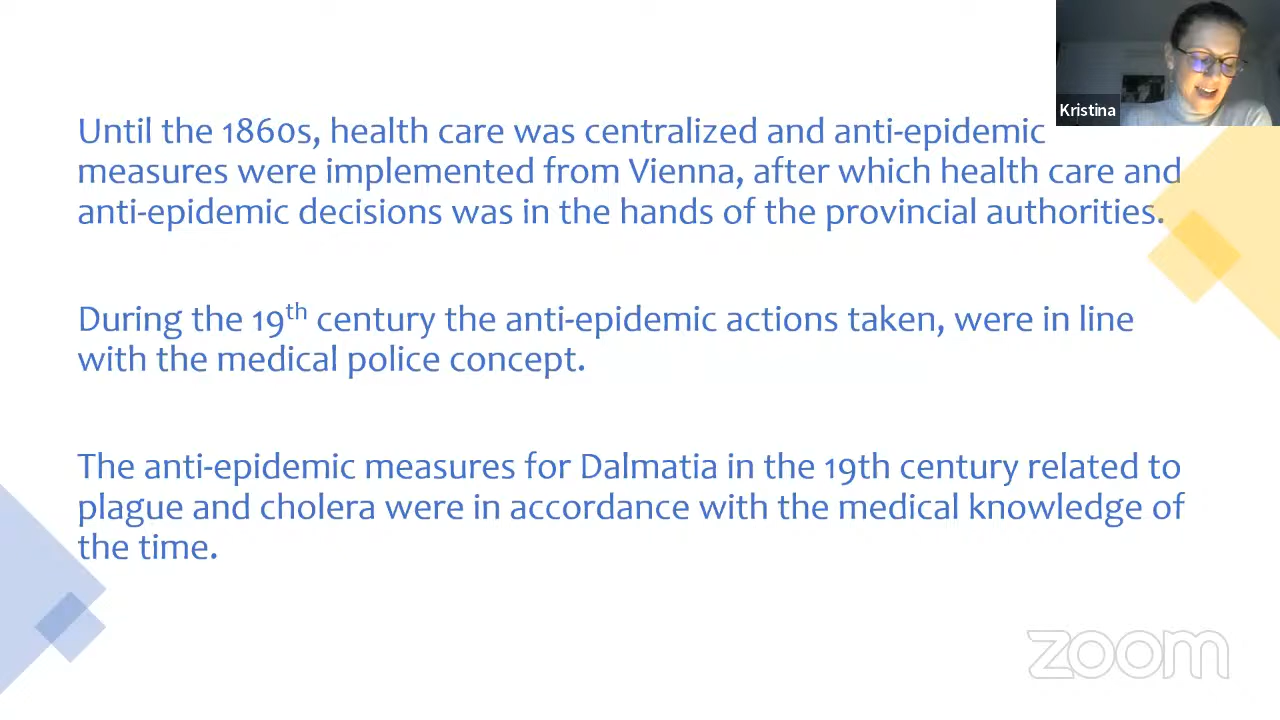 Kristina
Until the 1860s, health care was centralized and anti-epidemic
measures were implemented from Vienna, after which health care and
anti-epidemic decisions was in the hands of the provincial authorities.
During the 19th century the anti-epidemic actions taken, were in line
with the medical police concept.
The anti-epidemic measures for Dalmatia in the 19th century related to
plague and cholera were in accordance with the medical knowledge of
the time.
zoom